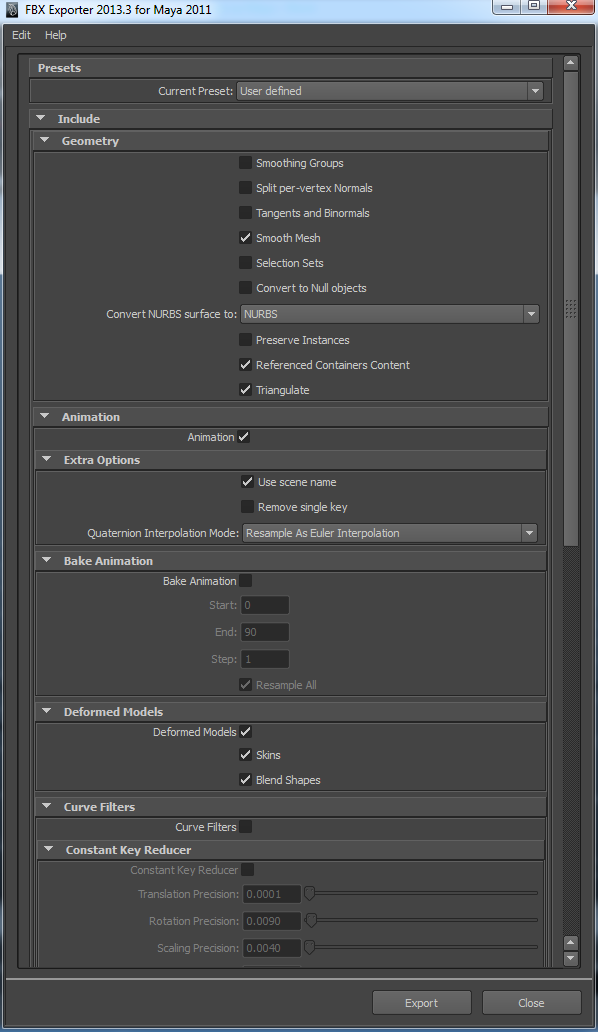 FBX Exporter 2013.3 for Maya 2011
Edit Help
Presets
Current Preset: User defined
Include
Geometry
Smoothing Groups
Split per-vertex Normals
Tangents and Binormals
Smooth Mesh
Selection Sets
Convert to Null objects
Convert NURBS surface to: NURBS
Preserve Instances
Referenced Containers Content
Triangulate
Animation
Animation
Extra Options
Use scene name
Remove single key
Quaternion Interpolation Mode: Resample As Euler Interpolation
Bake Animation
Bake Animation
Start: 0
End: 90
Step: 1
Resample All
Deformed Models
Deformed Models
Skins
Blend Shapes
Curve Filters
Curve Filters
Constant Key Reducer
Constant Key Reducer
Translation Precision: 0.0001
Rotation Precision: 0.0090
Scaling Precision: 0.0040
Export Close